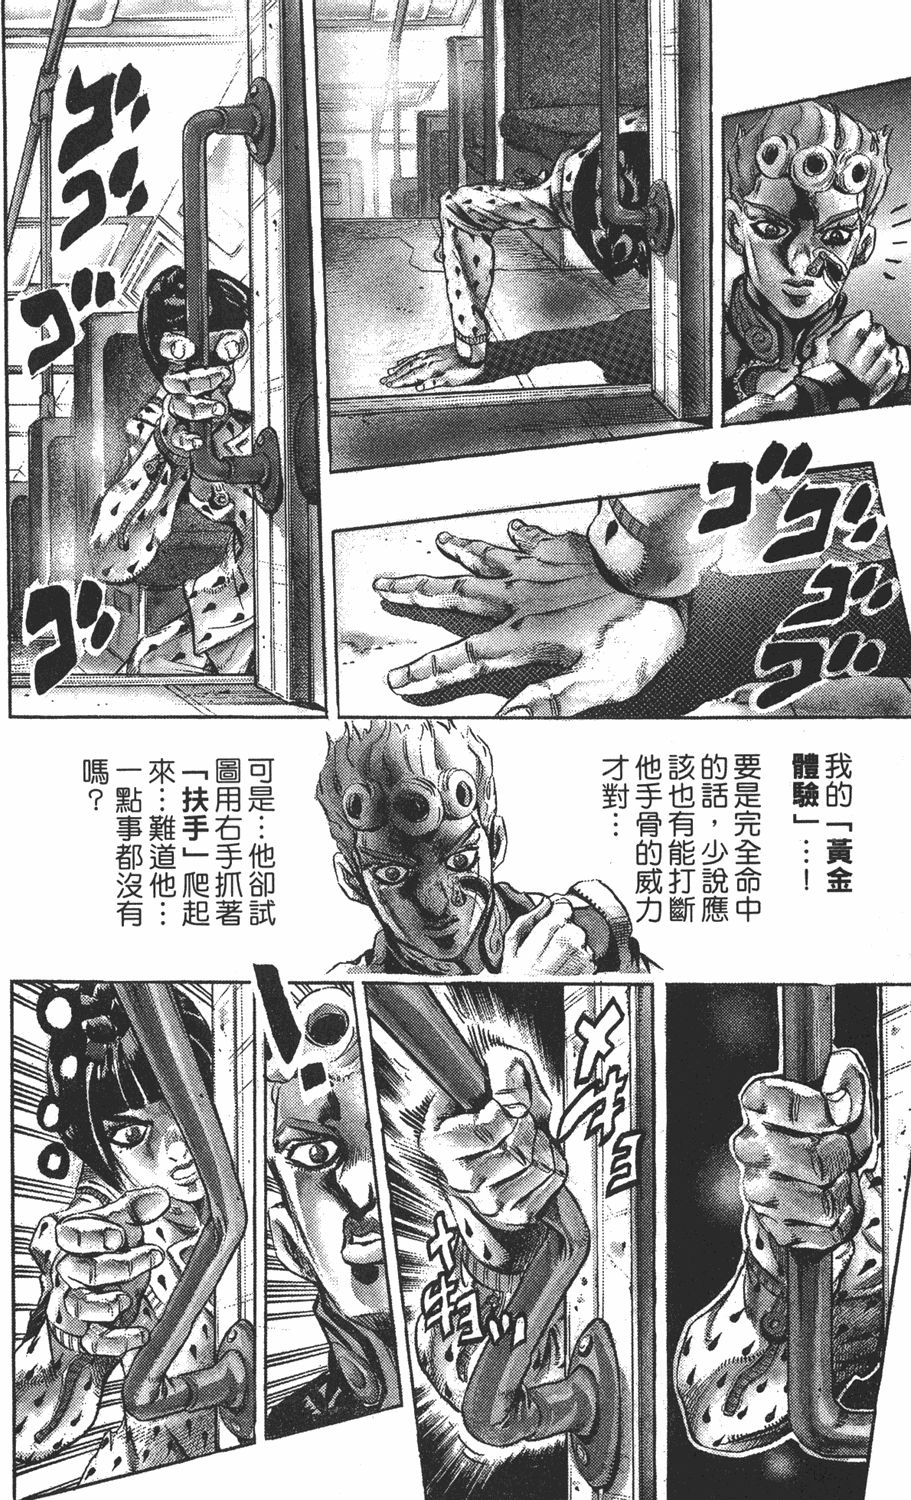 ゴゴゴゴ
ゴゴ
ゴゴ
我的「黃金
體驗」…！
要是完全命中
的話，少說應
該也有能打斷
他手骨的威力
才對…
可是…他卻試
圖用右手抓著
「扶手」爬起
來…難道他…
一點事都沒有
嗎？
メキョ
メキョッ
！